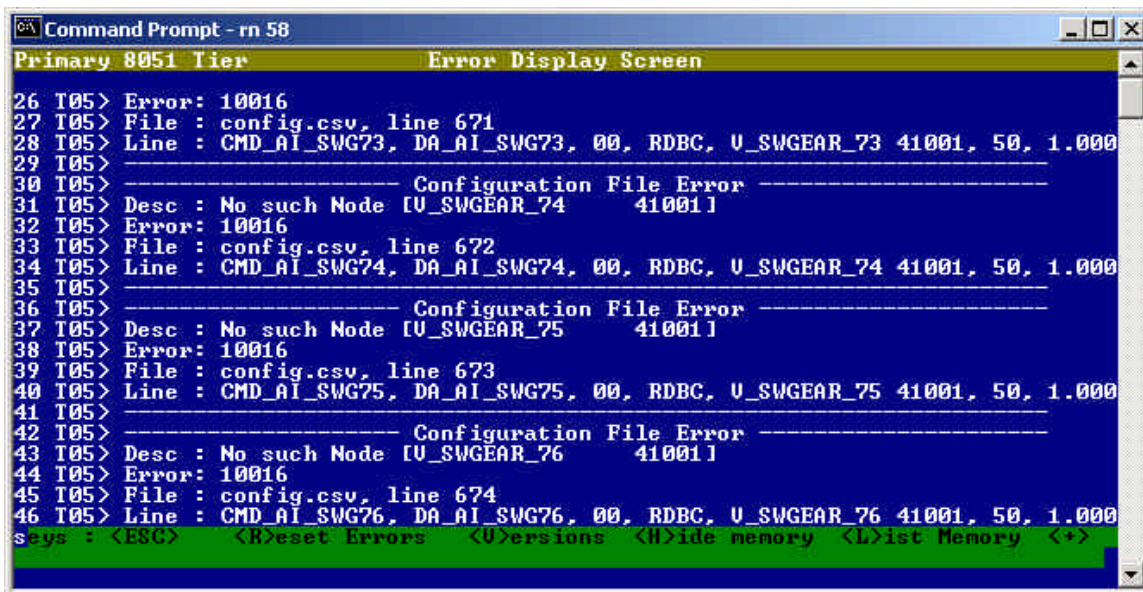 Command Prompt - rn 58
Primary 8051 Tier Error Display Screen
26 T05> Error: 10016
27 T05> File : config.csv, line 671
28 T05> Line : CMD_AI_SWG73, DA_AI_SWG73, 00, RDBC, V_SWGEAR_73 41001, 50, 1.000
29 T05> ------------------------------------------------------------------
30 T05> -------------------- Configuration File Error ---------------------
31 T05> Desc : No such Node [V_SWGEAR_74 41001]
32 T05> Error: 10016
33 T05> File : config.csv, line 672
34 T05> Line : CMD_AI_SWG74, DA_AI_SWG74, 00, RDBC, V_SWGEAR_74 41001, 50, 1.000
35 T05> ------------------------------------------------------------------
36 T05> -------------------- Configuration File Error ---------------------
37 T05> Desc : No such Node [V_SWGEAR_75 41001]
38 T05> Error: 10016
39 T05> File : config.csv, line 673
40 T05> Line : CMD_AI_SWG75, DA_AI_SWG75, 00, RDBC, V_SWGEAR_75 41001, 50, 1.000
41 T05> ------------------------------------------------------------------
42 T05> -------------------- Configuration File Error ---------------------
43 T05> Desc : No such Node [V_SWGEAR_76 41001]
44 T05> Error: 10016
45 T05> File : config.csv, line 674
46 T05> Line : CMD_AI_SWG76, DA_AI_SWG76, 00, RDBC, V_SWGEAR_76 41001, 50, 1.000
seys : <ESC> <R>eset Errors <V>ersions <H>ide memory <L>ist Memory <+>